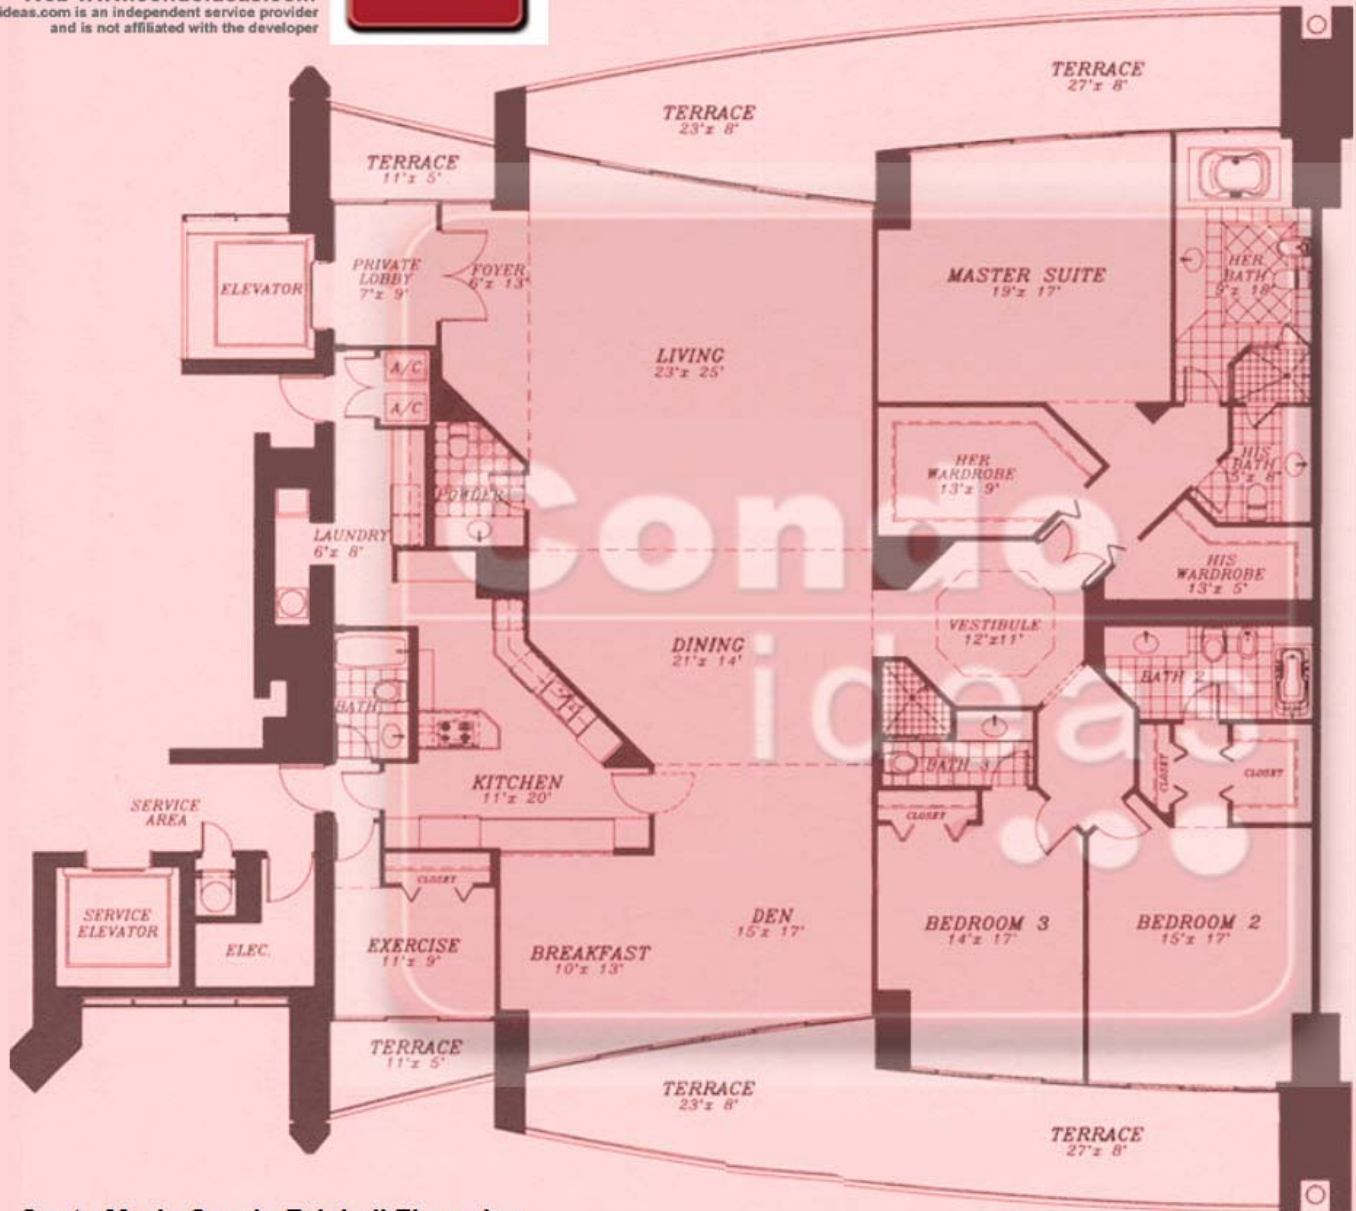 ideas.com is an independent service provider
and is not affiliated with the developer
TERRACE
27'x 8'
TERRACE
23'x 8'
TERRACE
11'x 5'
ELEVATOR
PRIVATE
LOBBY
7'x 9'
FOYER
6'x 13'
MASTER SUITE
19'x 17'
HER
BATH
9'x 18'
LIVING
23'x 25'
A/C
A/C
HER
WARDROBE
13'x 9'
HIS
BATH
5'x 8'
POWDER
Condo
LAUNDRY
6'x 8'
HIS
WARDROBE
13'x 5'
VESTIBULE
12'x11'
DINING
21'x 14'
ideas
BATH 2
BATH
BATH 3
CLOSET
CLOSET
KITCHEN
11'x 20'
SERVICE
AREA
CLOSET
CLOSET
SERVICE
ELEVATOR
ELEC.
EXERCISE
11'x 9'
BREAKFAST
10'x 13'
DEN
15'x 17'
BEDROOM 3
14'x 17'
BEDROOM 2
15'x 17'
TERRACE
11'x 5'
TERRACE
23'x 8'
TERRACE
27'x 8'